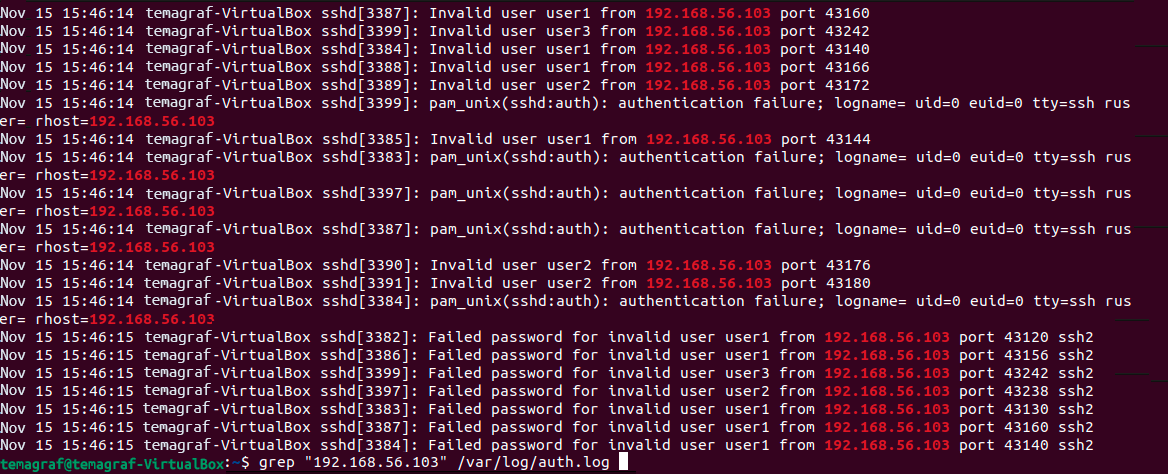 Nov 15 15:46:14 temagraf-VirtualBox sshd[3387]: Invalid user user1 from 192.168.56.103 port 43160
Nov 15 15:46:14 temagraf-VirtualBox sshd[3399]: Invalid user user3 from 192.168.56.103 port 43242
Nov 15 15:46:14 temagraf-VirtualBox sshd[3384]: Invalid user user1 from 192.168.56.103 port 43140
Nov 15 15:46:14 temagraf-VirtualBox sshd[3388]: Invalid user user1 from 192.168.56.103 port 43166
Nov 15 15:46:14 temagraf-VirtualBox sshd[3389]: Invalid user user2 from 192.168.56.103 port 43172
Nov 15 15:46:14 temagraf-VirtualBox sshd[3399]: pam_unix(sshd:auth): authentication failure; logname= uid=0 euid=0 tty=ssh rus
er= rhost=192.168.56.103
Nov 15 15:46:14 temagraf-VirtualBox sshd[3385]: Invalid user user1 from 192.168.56.103 port 43144
Nov 15 15:46:14 temagraf-VirtualBox sshd[3383]: pam_unix(sshd:auth): authentication failure; logname= uid=0 euid=0 tty=ssh rus
er= rhost=192.168.56.103
Nov 15 15:46:14 temagraf-VirtualBox sshd[3397]: pam_unix(sshd:auth): authentication failure; logname= uid=0 euid=0 tty=ssh rus
er= rhost=192.168.56.103
Nov 15 15:46:14 temagraf-VirtualBox sshd[3387]: pam_unix(sshd:auth): authentication failure; logname= uid=0 euid=0 tty=ssh rus
er= rhost=192.168.56.103
Nov 15 15:46:14 temagraf-VirtualBox sshd[3390]: Invalid user user2 from 192.168.56.103 port 43176
Nov 15 15:46:14 temagraf-VirtualBox sshd[3391]: Invalid user user2 from 192.168.56.103 port 43180
Nov 15 15:46:14 temagraf-VirtualBox sshd[3384]: pam_unix(sshd:auth): authentication failure; logname= uid=0 euid=0 tty=ssh rus
er= rhost=192.168.56.103
Nov 15 15:46:15 temagraf-VirtualBox sshd[3382]: Failed password for invalid user user1 from 192.168.56.103 port 43120 ssh2
Nov 15 15:46:15 temagraf-VirtualBox sshd[3386]: Failed password for invalid user user1 from 192.168.56.103 port 43156 ssh2
Nov 15 15:46:15 temagraf-VirtualBox sshd[3399]: Failed password for invalid user user3 from 192.168.56.103 port 43242 ssh2
Nov 15 15:46:15 temagraf-VirtualBox sshd[3397]: Failed password for invalid user user2 from 192.168.56.103 port 43238 ssh2
Nov 15 15:46:15 temagraf-VirtualBox sshd[3383]: Failed password for invalid user user1 from 192.168.56.103 port 43130 ssh2
Nov 15 15:46:15 temagraf-VirtualBox sshd[3387]: Failed password for invalid user user1 from 192.168.56.103 port 43160 ssh2
Nov 15 15:46:15 temagraf-VirtualBox sshd[3384]: Failed password for invalid user user1 from 192.168.56.103 port 43140 ssh2
temagraf@temagraf-VirtualBox:~$ grep "192.168.56.103" /var/log/auth.log